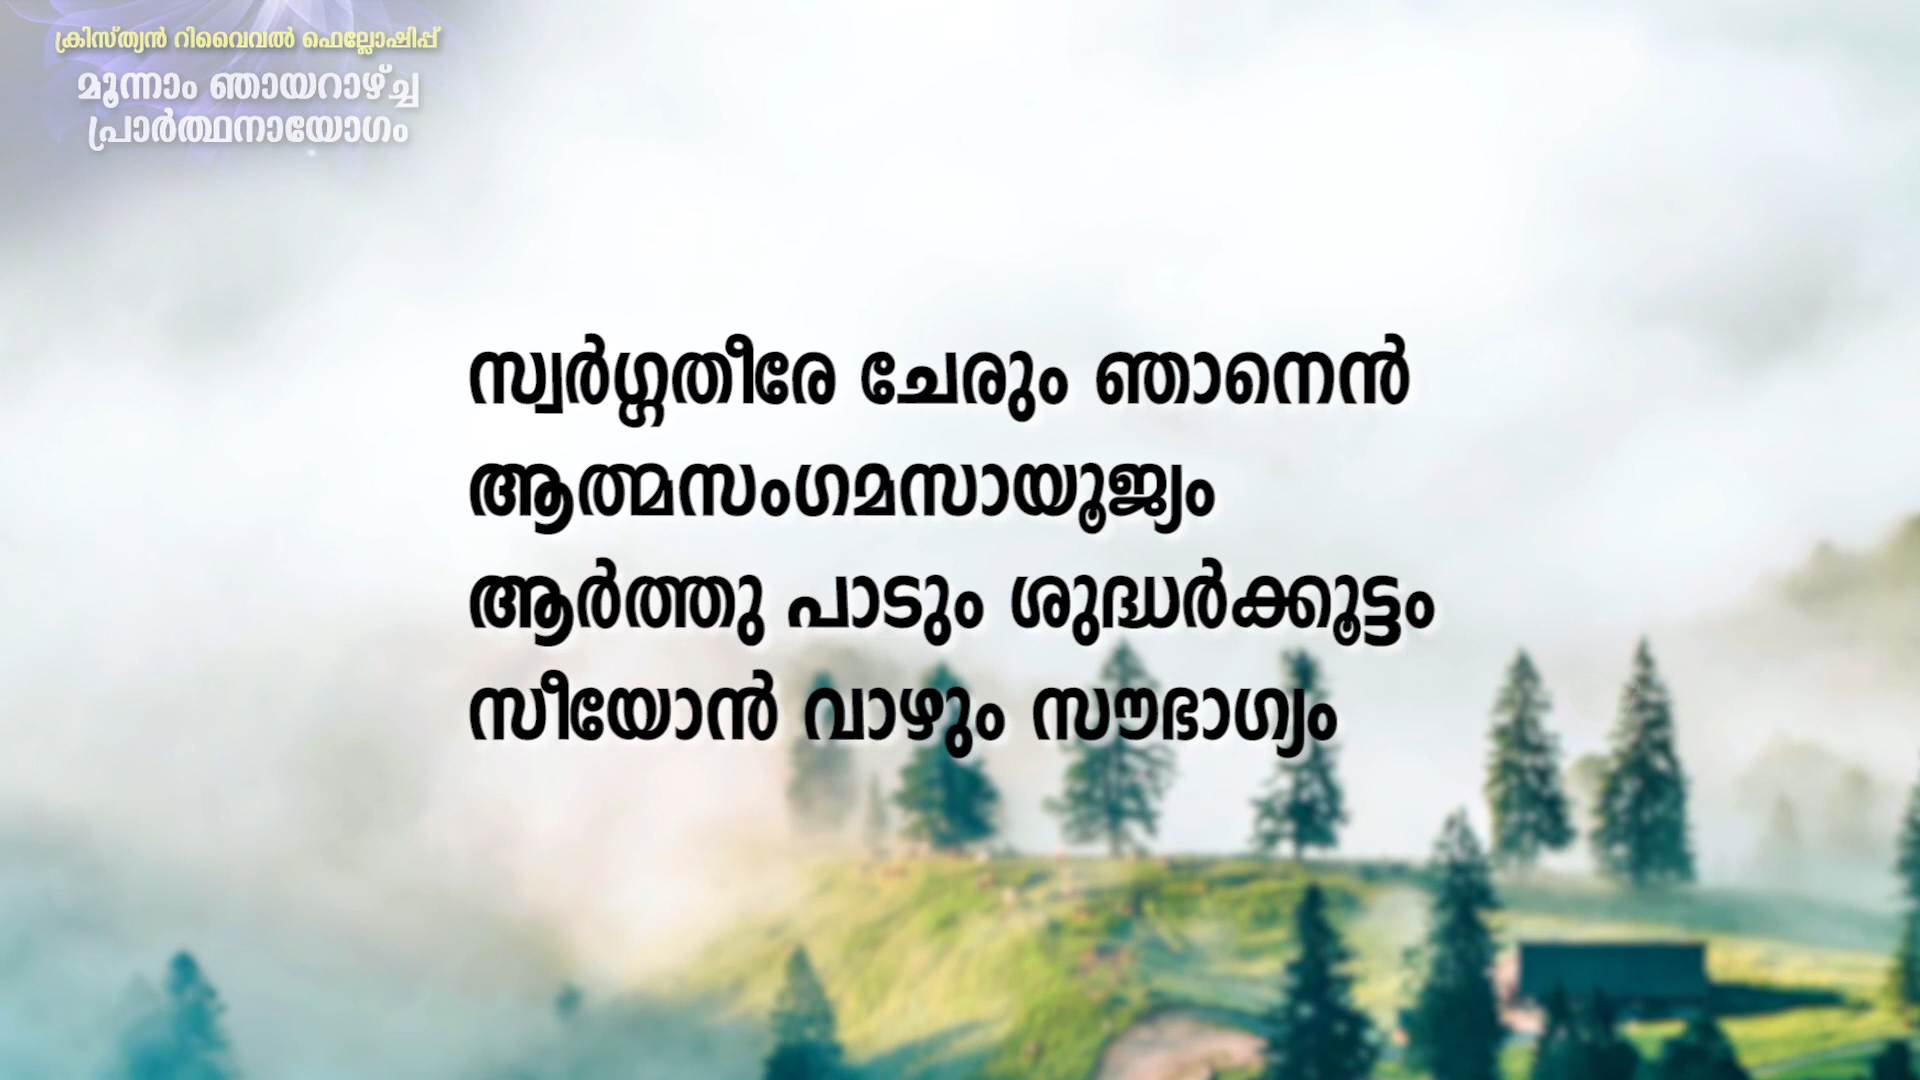 ക്രിസ്ത്യൻ റിവൈവൽ ഫെല്ലോഷിപ്പ്
മൂന്നാം ഞായറാഴ്ച്ച
പ്രാർത്ഥനായോഗം
സ്വർഗ്ഗതീരേ ചേരും ഞാനെൻ
ആത്മസംഗമസായൂജ്യം
ആർത്തു പാടും ശുദ്ധർക്കൂട്ടം
സീയോൻ വാഴും സൗഭാഗ്യം